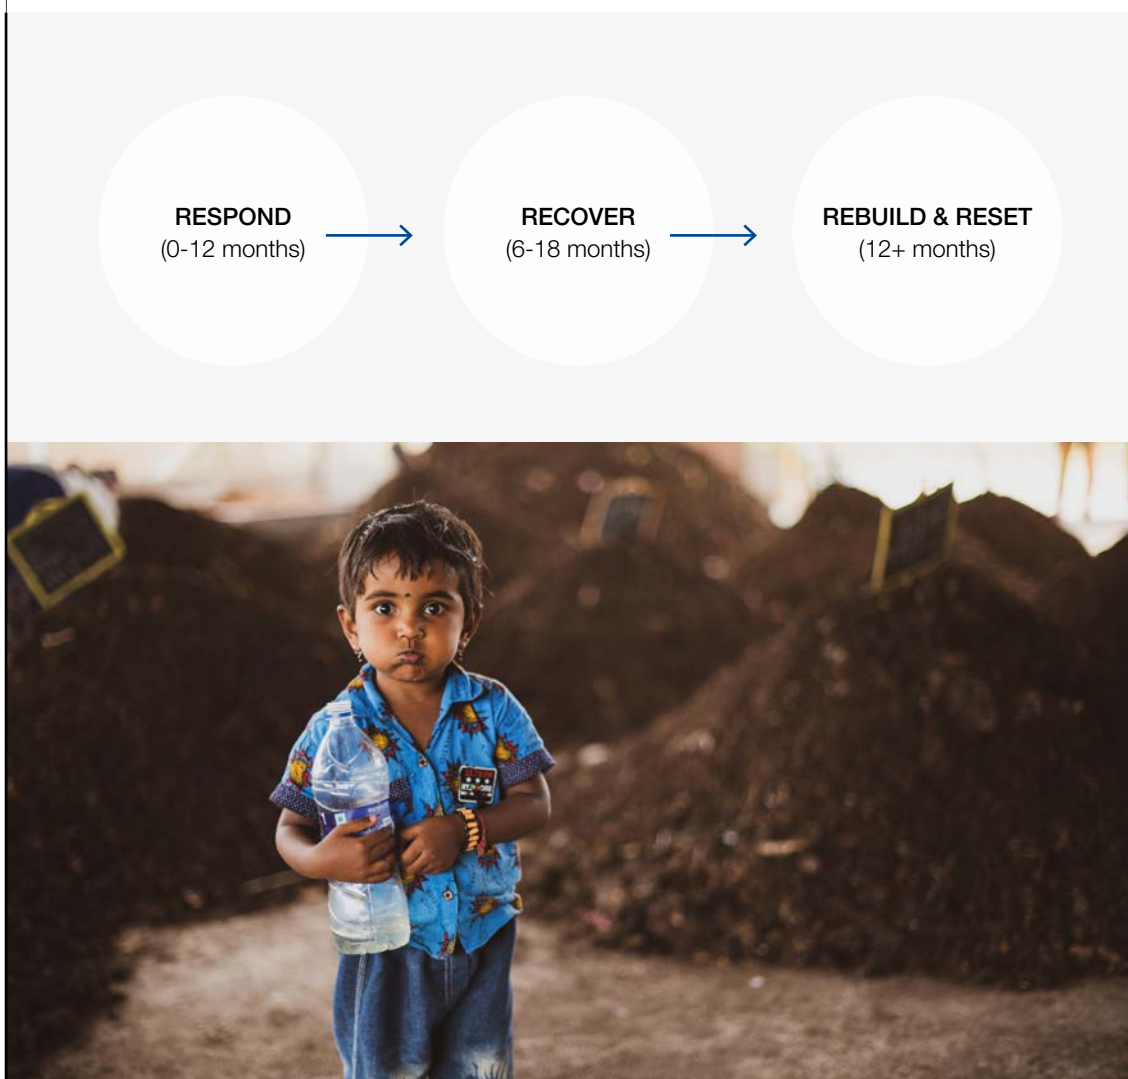 RESPOND
(0-12 months)
RECOVER
(6-18 months)
REBUILD & RESET
(12+ months)